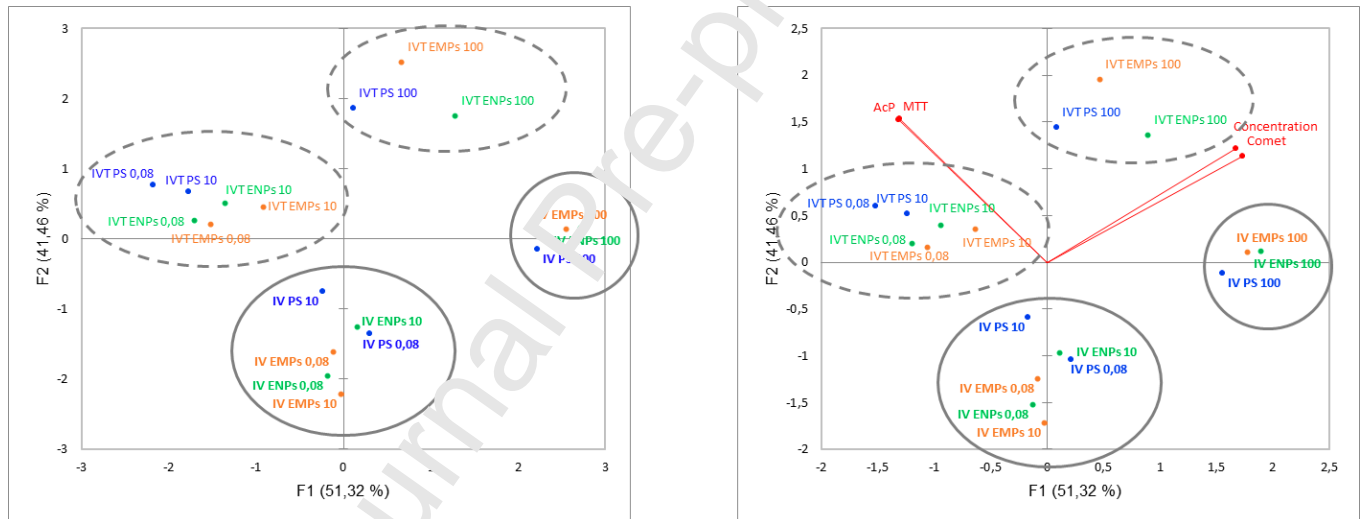 3
2
1
0
-1
-2
-3
F2 (41,46 %)
IVT EMPs 100
IVT PS 100
IVT ENPs 100
IVT PS 0,08
IVT PS 10
IVT ENPs 10
IVT EMPs 10
IVT ENPs 0,08
IVT EMPs 0,08
V EMPs 100
IV ENPs 100
IV PS 100
IV PS 10
IV ENPs 10
IV PS 0,08
IV EMPs 0,08
IV ENPs 0,08
IV EMPs 10
-3
-2
-1
0
1
2
3
F1 (51,32 %)
2,5
2
1,5
1
0,5
0
-0,5
-1
-1,5
-2
F2 (41,46 %)
IVT EMPs 100
AcP MTT
IVT PS 100
IVT ENPs 100
Concentration
Comet
IVT PS 0,08
IVT PS 10
IVT ENPs 10
IVT ENPs 0,08
IVT EMPs 10
IVT EMPs 0,08
IV EMPs 100
IV ENPs 100
IV PS 100
IV PS 10
IV ENPs 10
IV PS 0,08
IV EMPs 0,08
IV ENPs 0,08
IV EMPs 10
-2
-1,5
-1
-0,5
0
0,5
1
1,5
2
2,5
F1 (51,32 %)
urnal Pre-p